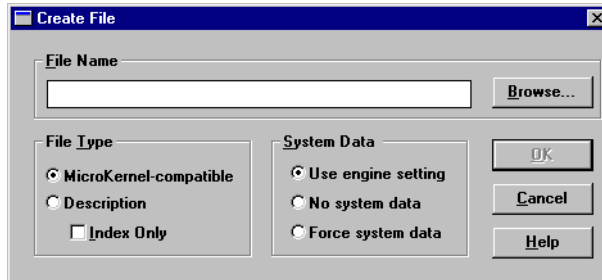 Create File
File Name
Browse...
File Type
System Data
MicroKernel-compatible
Use engine setting
OK
Description
No system data
Cancel
Index Only
Force system data
Help